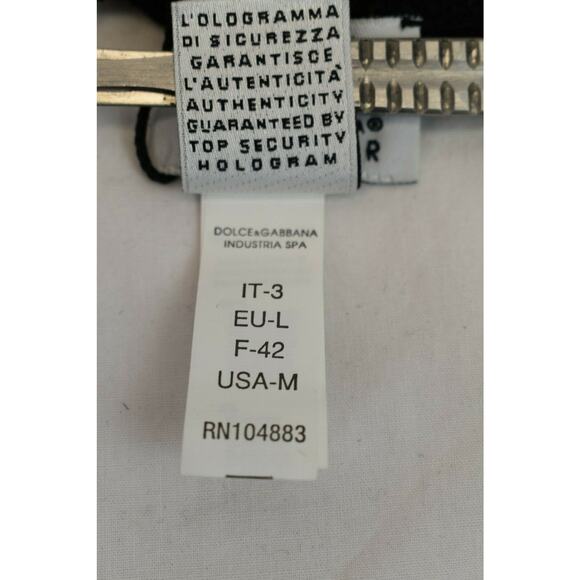 L'OLOGRAMMA
DI SICUREZZA
GARANTISCE
L'AUTENTICITÀ
AUTHENTICITY
GUARANTEED BY
TOP SECURITY
HOLOGRAM
®
R
DOLCE&GABBANA
INDUSTRIA SPA
IT-3
EU-L
F-42
USA-M
RN104883